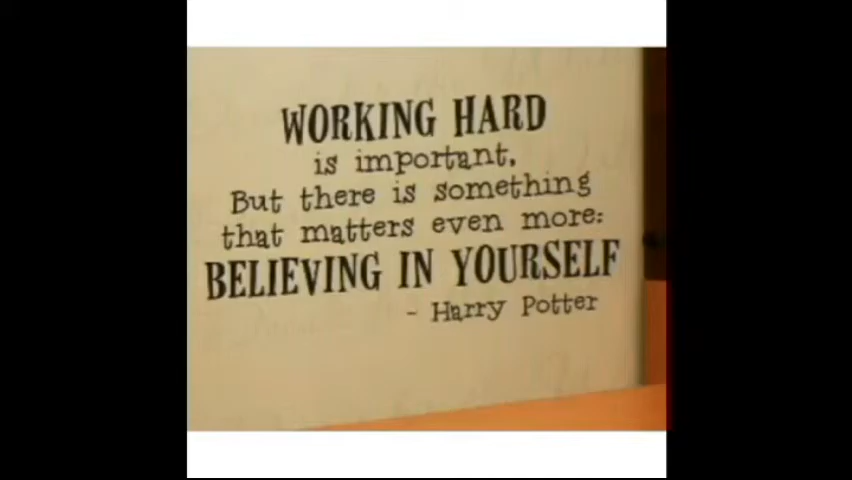 WORKING HARD
is important,
But there is something
that matters even more:
BELIEVING IN YOURSELF
- Harry Potter